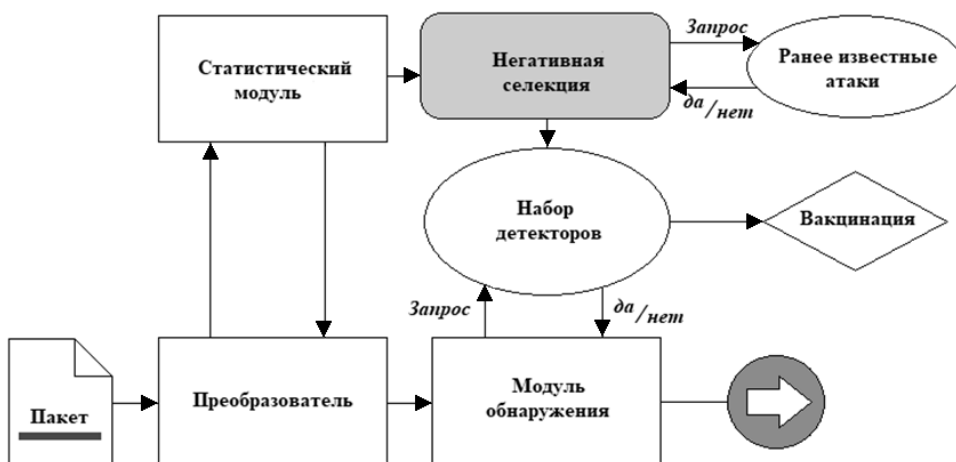 Статистический
модуль
Негативная
селекция
Запрос
да/нет
Ранее известные
атаки
Набор
детекторов
Вакцинация
Запрос
да/нет
Пакет
Преобразователь
Модуль
обнаружения